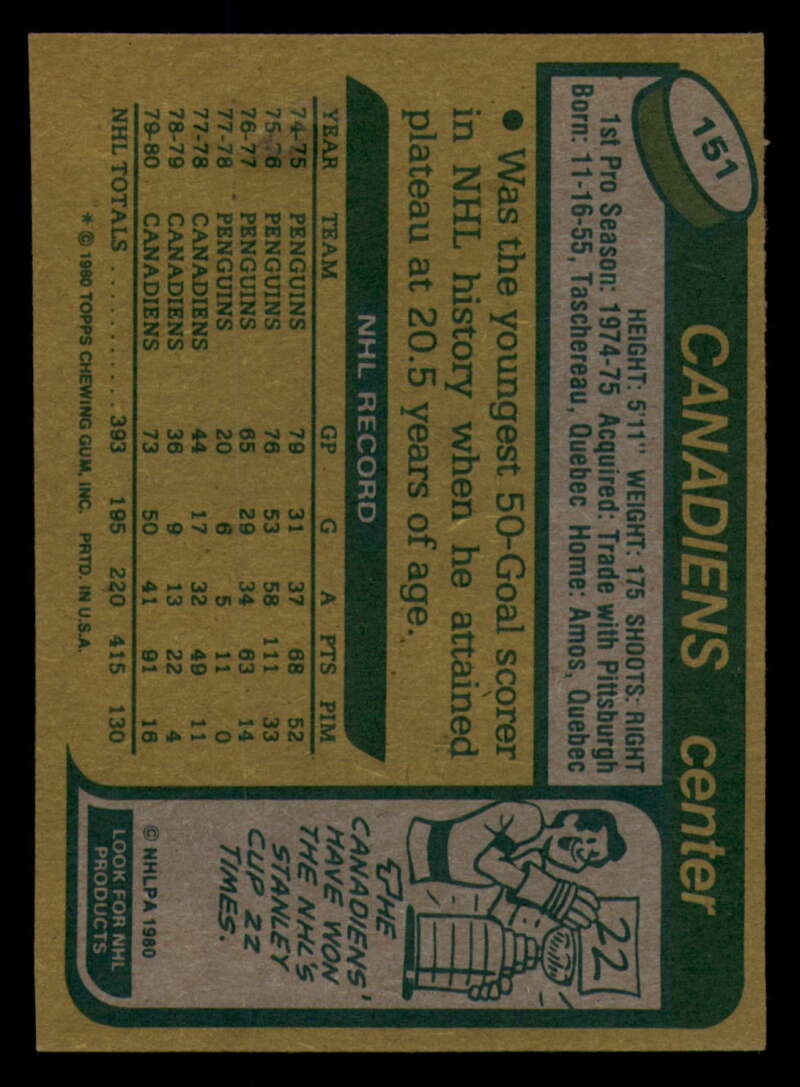 151
CANADIENS center
HEIGHT: 5'11" WEIGHT: 175 SHOOTS: RIGHT
1st Pro Season: 1974-75 Acquired: Trade with Pittsburgh
Born: 11-16-55, Taschereau, Quebec Home: Amos, Quebec
• Was the youngest 50-Goal scorer
in NHL history when he attained
plateau at 20.5 years of age.
NHL RECORD
YEAR TEAM GP G A PTS PIM
74-75 PENGUINS 79 31 37 68 52
75-76 PENGUINS 76 53 58 111 33
76-77 PENGUINS 65 29 34 63 14
77-78 PENGUINS 20 6 5 11 0
77-78 CANADIENS 44 17 32 49 11
78-79 CANADIENS 36 9 13 22 4
79-80 CANADIENS 73 50 41 91 16
NHL TOTALS ............ 393 195 220 415 130
* © 1980 TOPPS CHEWING GUM, INC. PRTD. IN U.S.A.
22
THE
CANADIENS'
HAVE WON
THE NHL'S
STANLEY
CUP 22
TIMES.
© NHLPA 1980
LOOK FOR NHL
PRODUCTS